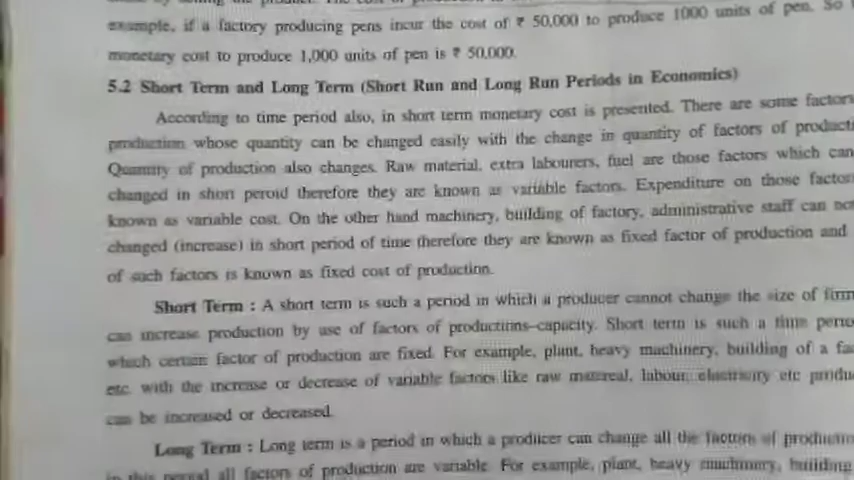 example, if a factory producing pens incur the cost of ₹ 50,000 to produce 1000 units of pen. So
monetary cost to produce 1,000 units of pen is ₹ 50,000.
5.2 Short Term and Long Term (Short Run and Long Run Periods in Economics)
According to time period also, in short term monetary cost is presented. There are some factors
production whose quantity can be changed easily with the change in quantity of factors of producti
Quantity of production also changes. Raw material, extra labourers, fuel are those factors which can
changed in short peroid therefore they are known as variable factors. Expenditure on those factor
known as variable cost. On the other hand machinery, building of factory, administrative staff can not
changed (increase) in short period of time therefore they are known as fixed factor of production and
of such factors is known as fixed cost of production.
Short Term : A short term is such a period in which a producer cannot change the size of firm
can increase production by use of factors of productions-capacity. Short term is such a time perio
which certain factor of production are fixed. For example, plant, heavy machinery, building of a fac
etc. with the increase or decrease of variable factors like raw matereal, labour, electricity etc produc
can be increased or decreased.
Long Term : Long term is a period in which a producer can change all the factors of production
in this peroid all factors of production are variable. For example, plant, heavy machinery, building